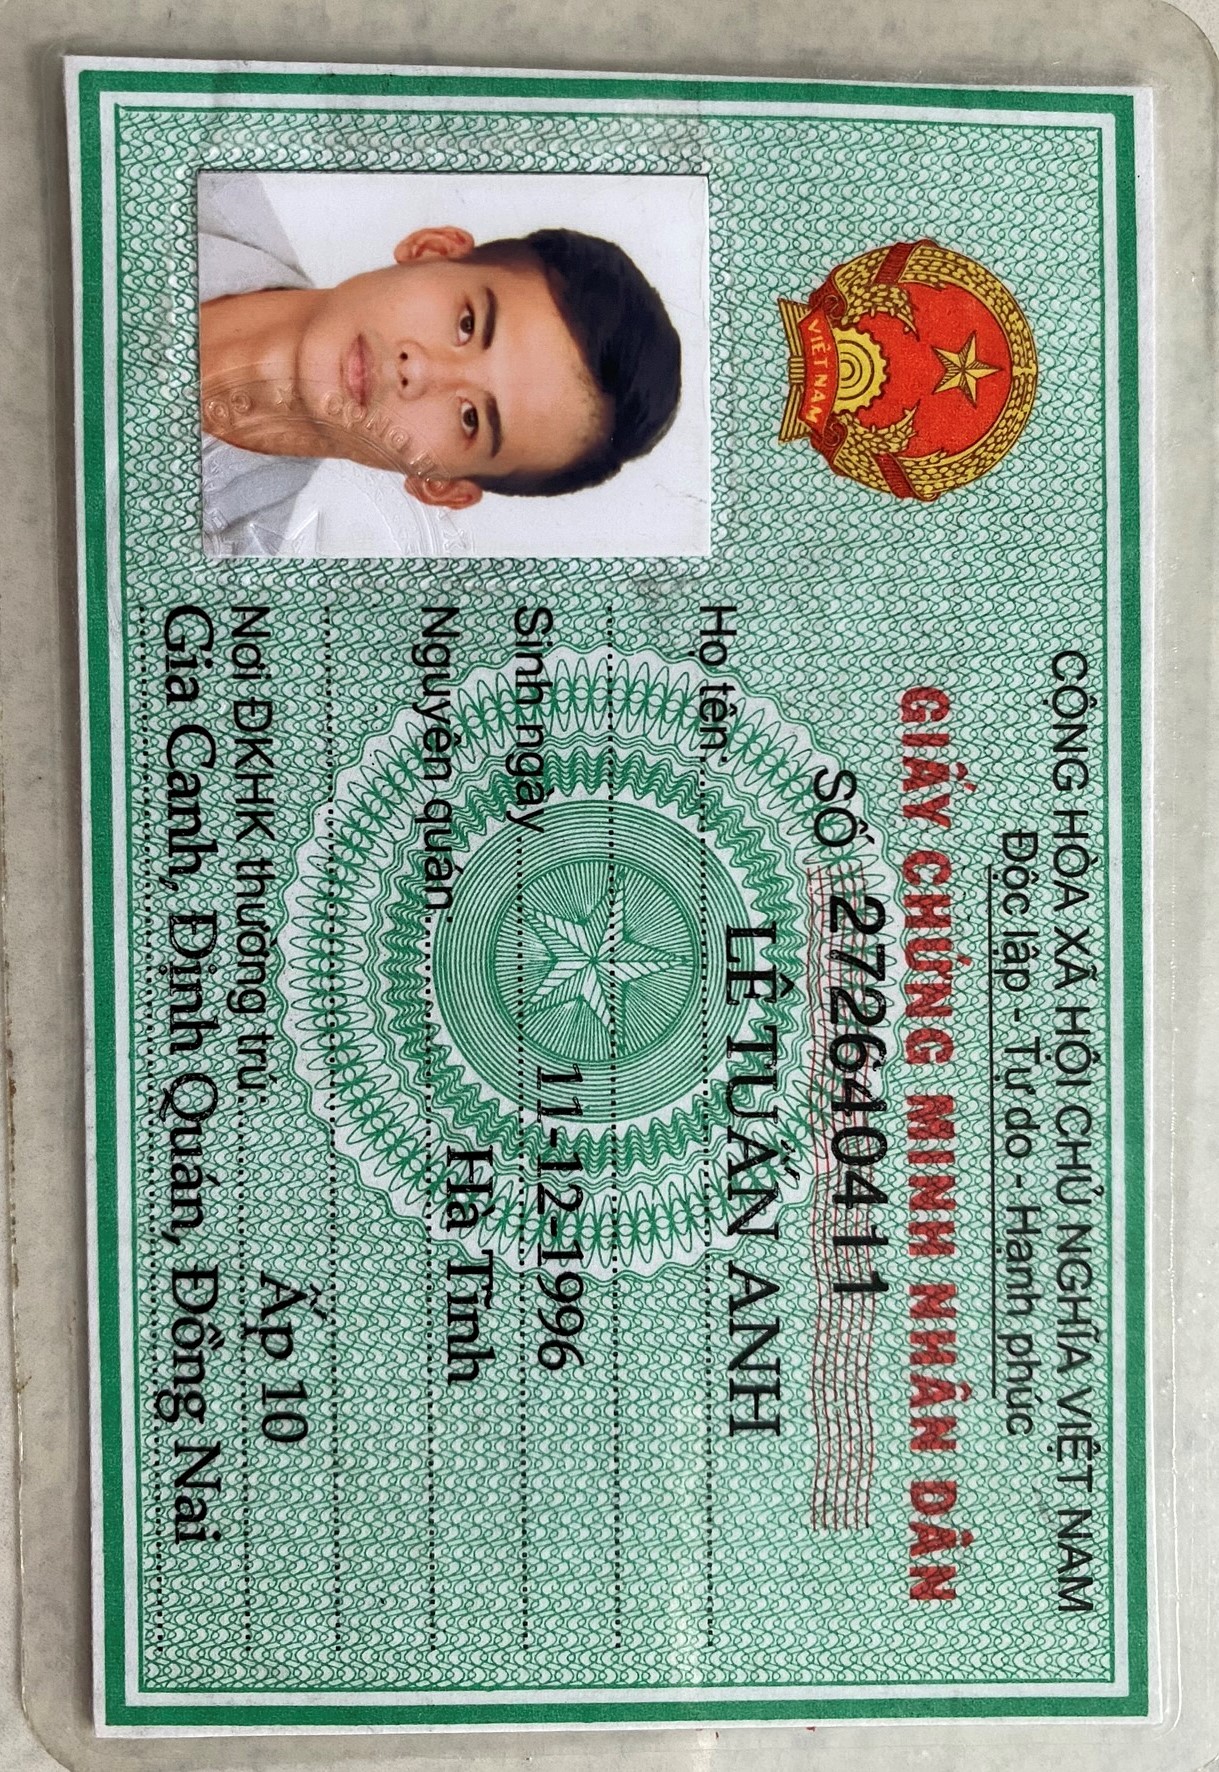 CỘNG HÒA XÃ HỘI CHỦ NGHĨA VIỆT NAM
Độc lập - Tự do - Hạnh phúc
GIẤY CHỨNG MINH NHÂN DÂN
SỐ 272640411
VIỆT NAM
Họ tên LÊ TUẤN ANH
Sinh ngày 11-12-1996
Nguyên quán Hà Tĩnh
Nơi ĐKHK thường trú Ấp 10
Gia Canh, Định Quán, Đồng Nai